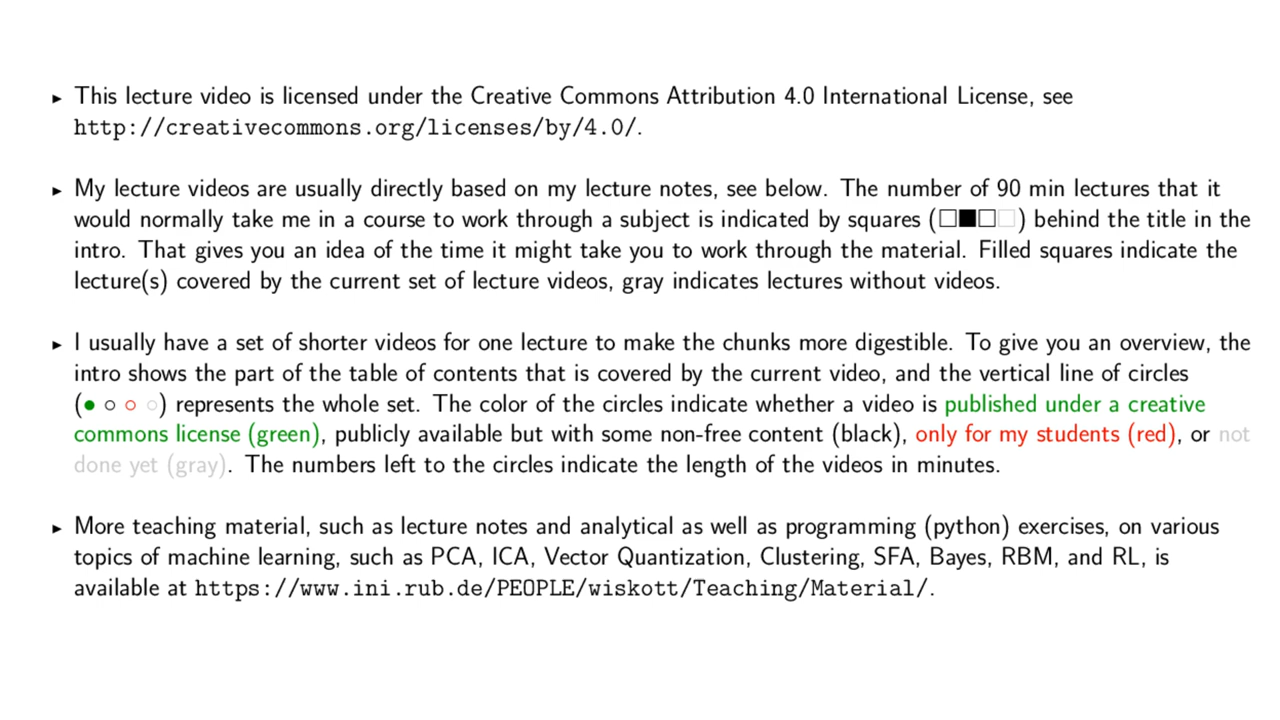 ▶ This lecture video is licensed under the Creative Commons Attribution 4.0 International License, see
http://creativecommons.org/licenses/by/4.0/.
▶ My lecture videos are usually directly based on my lecture notes, see below. The number of 90 min lectures that it
would normally take me in a course to work through a subject is indicated by squares (□■□□) behind the title in the
intro. That gives you an idea of the time it might take you to work through the material. Filled squares indicate the
lecture(s) covered by the current set of lecture videos, gray indicates lectures without videos.
▶ I usually have a set of shorter videos for one lecture to make the chunks more digestible. To give you an overview, the
intro shows the part of the table of contents that is covered by the current video, and the vertical line of circles
(● ○ ○ ○) represents the whole set. The color of the circles indicate whether a video is published under a creative
commons license (green), publicly available but with some non-free content (black), only for my students (red), or not
done yet (gray). The numbers left to the circles indicate the length of the videos in minutes.
▶ More teaching material, such as lecture notes and analytical as well as programming (python) exercises, on various
topics of machine learning, such as PCA, ICA, Vector Quantization, Clustering, SFA, Bayes, RBM, and RL, is
available at https://www.ini.rub.de/PEOPLE/wiskott/Teaching/Material/.